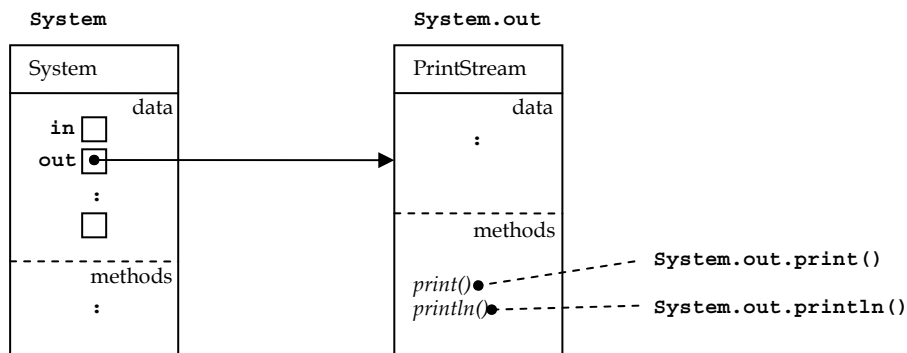 System
System.out
System
PrintStream
data
in
out
:
methods
:
data
:
methods
print()
println()
System.out.print()
System.out.println()